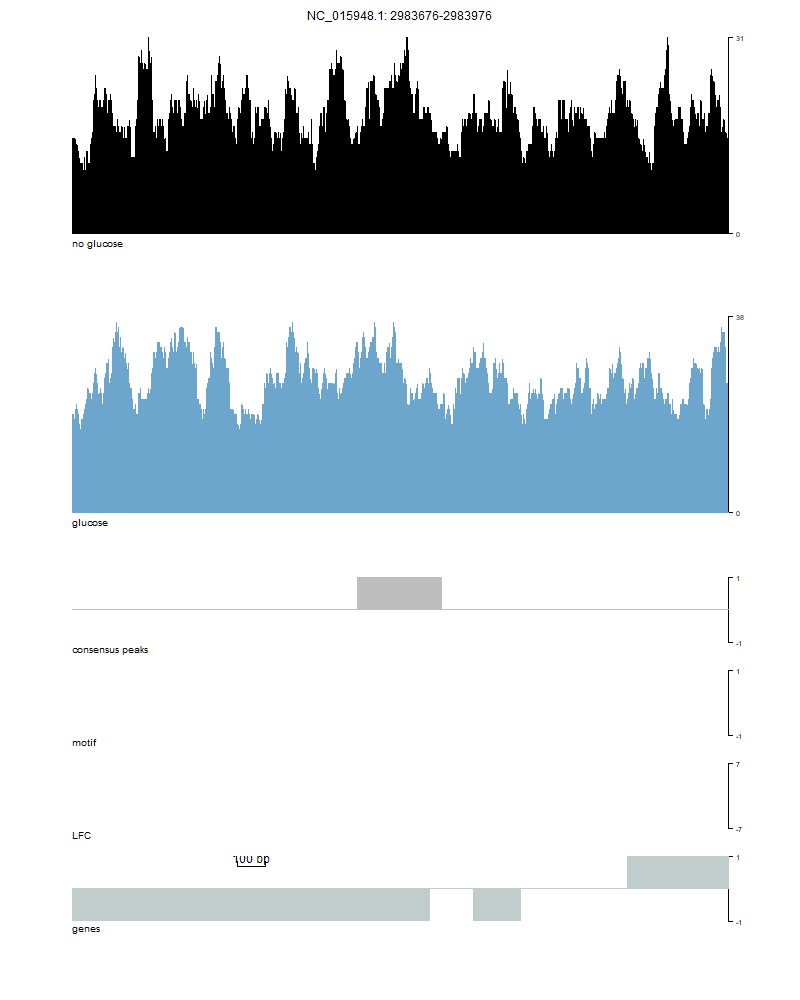 NC_015948.1: 2983676-2983976
31
0
no glucose
38
0
glucose
1
-1
consensus peaks
1
-1
motif
7
-7
LFC
100 bp
1
-1
genes